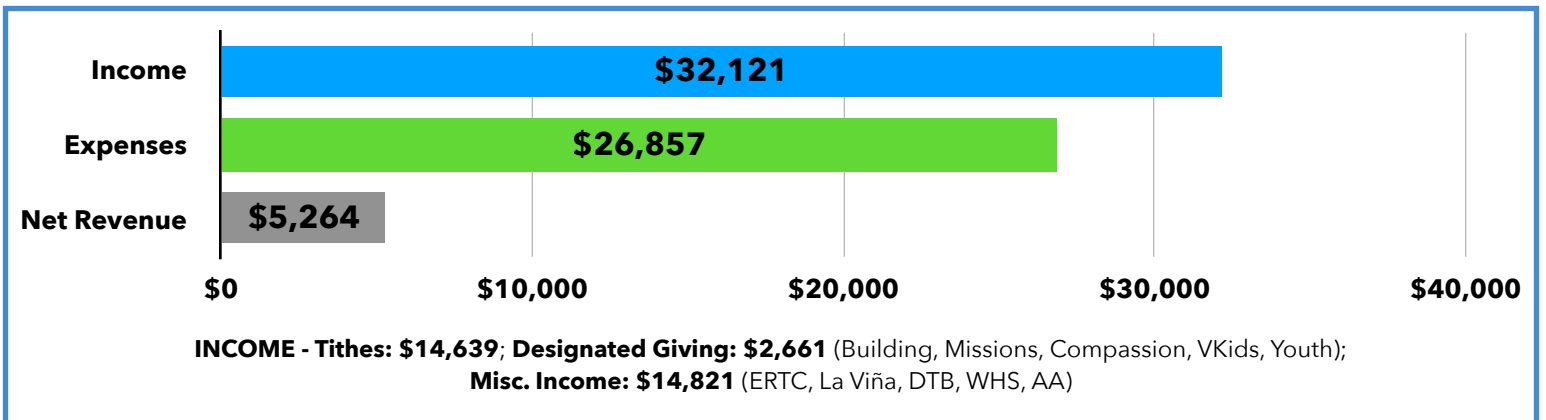 Income $32,121
Expenses $26,857
Net Revenue $5,264
$0 $10,000 $20,000 $30,000 $40,000
INCOME - Tithes: $14,639; Designated Giving: $2,661 (Building, Missions, Compassion, VKids, Youth);
Misc. Income: $14,821 (ERTC, La Viña, DTB, WHS, AA)